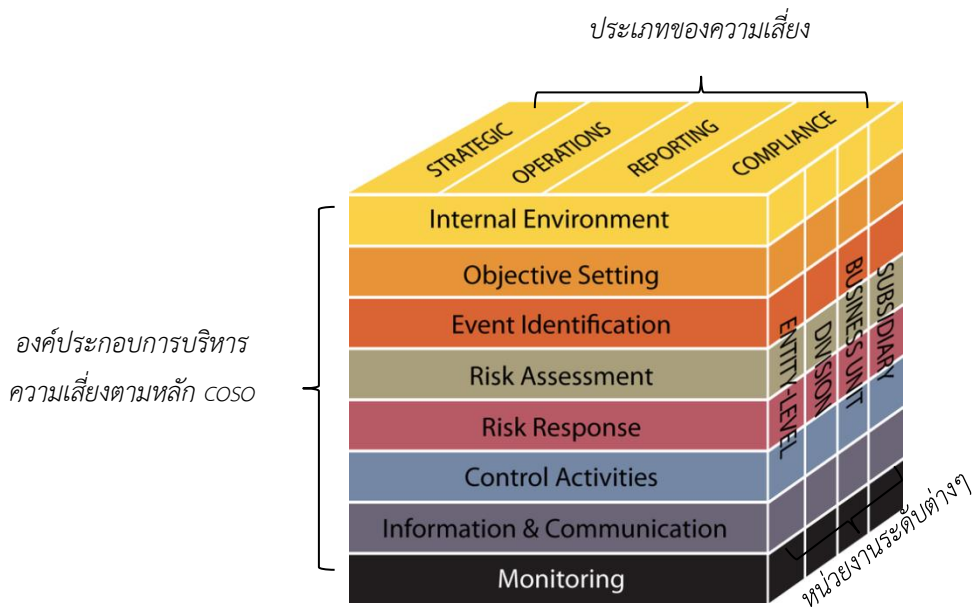 ประเภทของความเสี่ยง
STRATEGIC
OPERATIONS
REPORTING
COMPLIANCE
Internal Environment
Objective Setting
Event Identification
Risk Assessment
Risk Response
Control Activities
Information & Communication
Monitoring
ENTITY-LEVEL
DIVISION
BUSINESS UNIT
SUBSIDIARY
องค์ประกอบการบริหาร
ความเสี่ยงตามหลัก COSO
หน่วยงานระดับต่างๆ